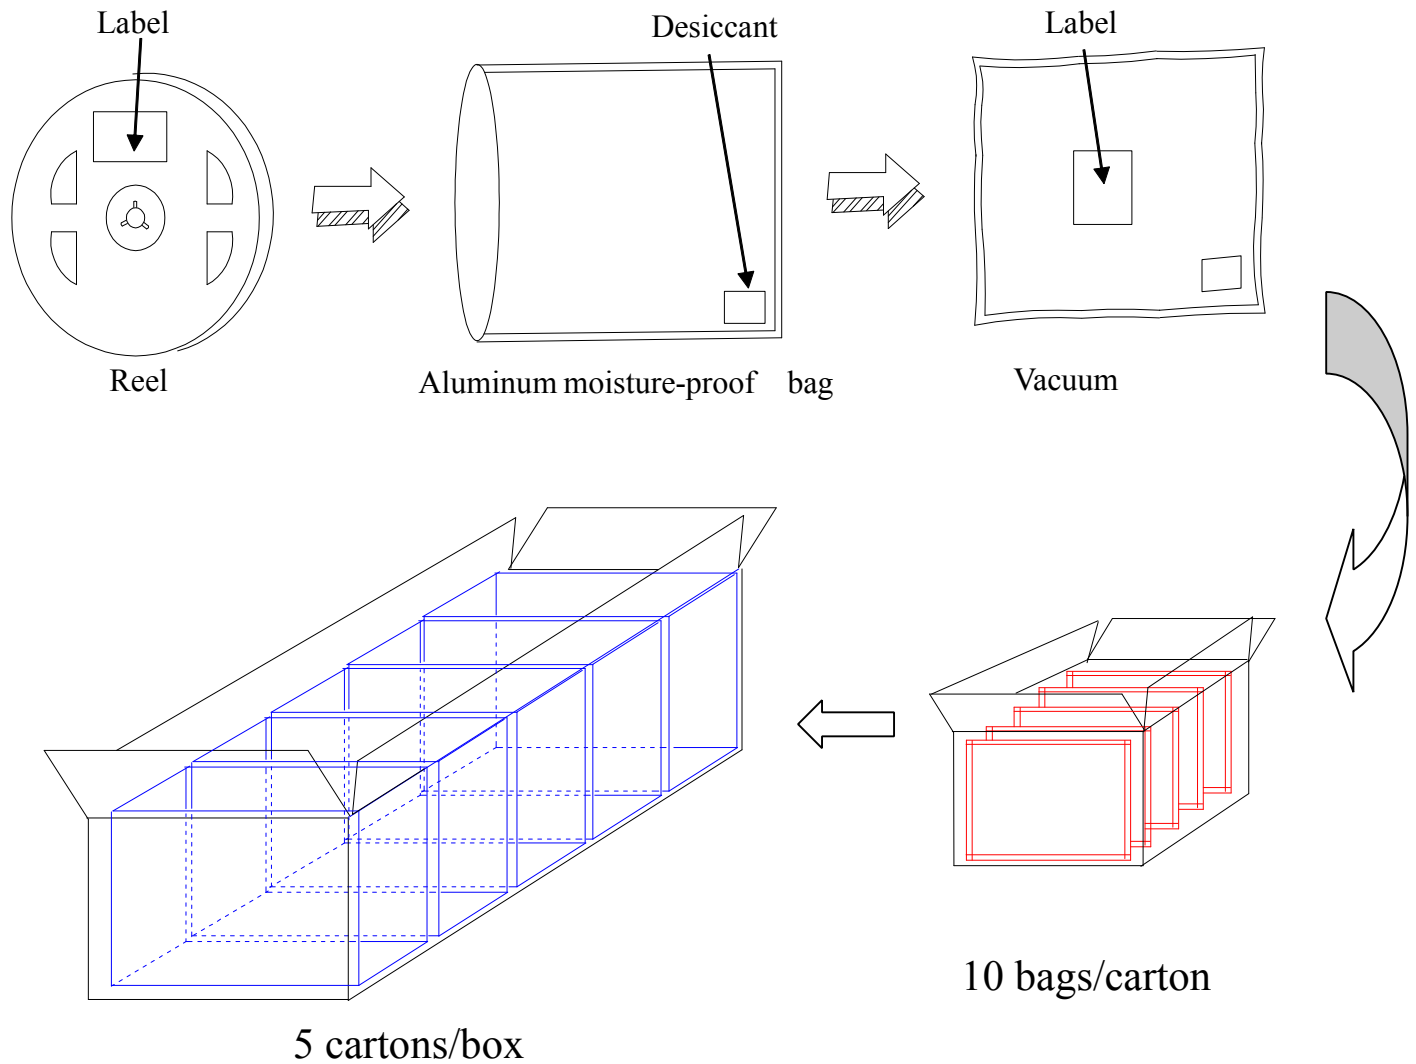 Label
Desiccant
Label
Reel
Aluminum moisture-proof bag
Vacuum
10 bags/carton
5 cartons/box